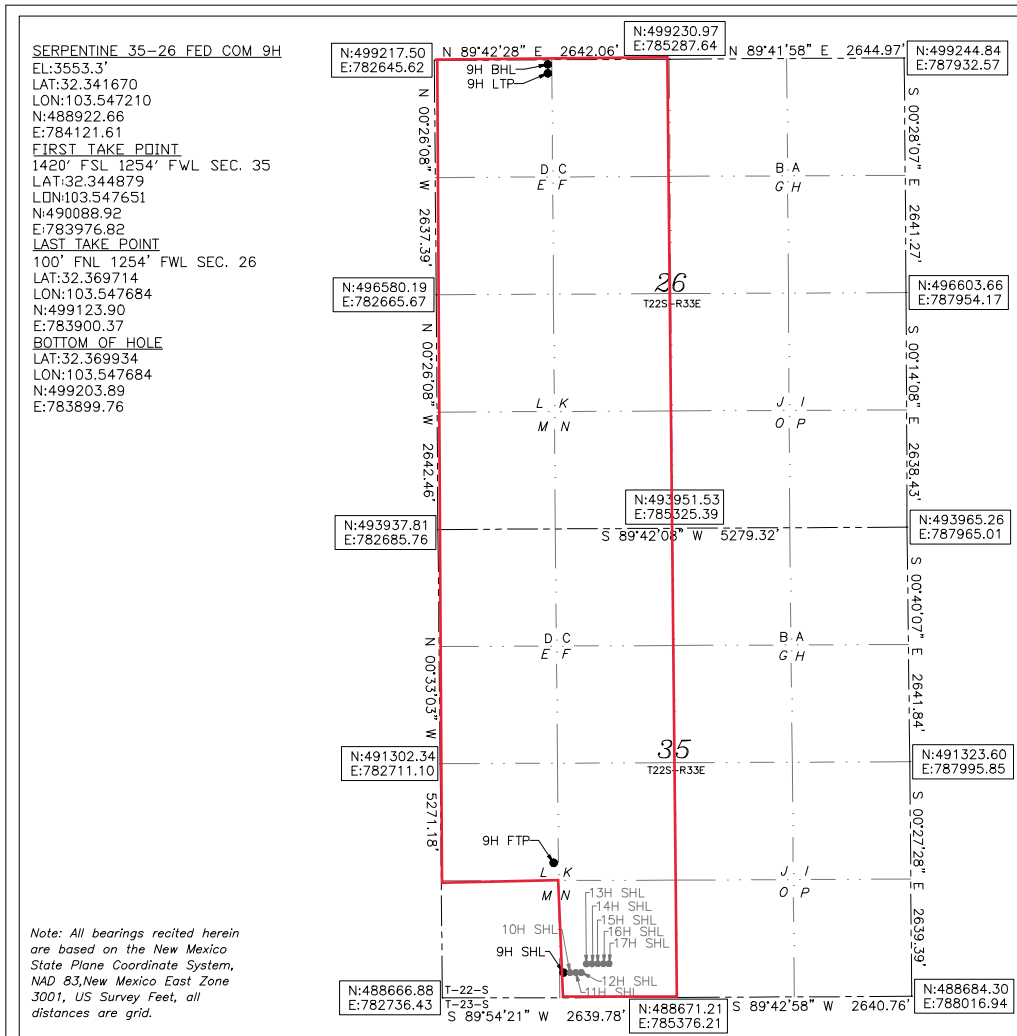 SERPENTINE 35-26 FED COM 9H
EL:3553.3'
LAT:32.341670
LON:103.547210
N:488922.66
E:784121.61
FIRST TAKE POINT
1420' FSL 1254' FWL SEC. 35
LAT:32.344879
LON:103.547651
N:490088.92
E:783976.82
LAST TAKE POINT
100' FNL 1254' FWL SEC. 26
LAT:32.369714
LON:103.547684
N:499123.90
E:783900.37
BOTTOM OF HOLE
LAT:32.369934
LON:103.547684
N:499203.89
E:783899.76
N:499217.50
E:782645.62
N 89°42'28" E 2642.06'
N:499230.97
E:785287.64
N 89°41'58" E 2644.97'
N:499244.84
E:787932.57
9H BHL
9H LTP
N 00°26'08" W 2637.39'
S 00°28'07" E 2641.27'
D C
E F
B A
G H
N:496580.19
E:782665.67
26
T22S-R33E
N:496603.66
E:787954.17
N 00°26'08" W 2642.46'
S 00°14'08" E 2638.43'
L K
M N
J I
O P
N:493937.81
E:782685.76
N:493951.53
E:785325.39
S 89°42'08" W 5279.32'
N:493965.26
E:787965.01
N 00°33'03" W 5271.18'
S 00°40'07" E 2641.84'
D C
E F
B A
G H
N:491302.34
E:782711.10
35
T22S-R33E
N:491323.60
E:787995.85
S 00°27'28" E 2639.39'
9H FTP
L K
M N
J I
O P
13H SHL
14H SHL
15H SHL
10H SHL
16H SHL
17H SHL
9H SHL
12H SHL
11H SHL
N:488666.88
E:782736.43
T-22-S
T-23-S
S 89°54'21" W 2639.78'
N:488671.21
E:785376.21
S 89°42'58" W 2640.76'
N:488684.30
E:788016.94
Note: All bearings recited herein
are based on the New Mexico
State Plane Coordinate System,
NAD 83,New Mexico East Zone
3001, US Survey Feet, all
distances are grid.